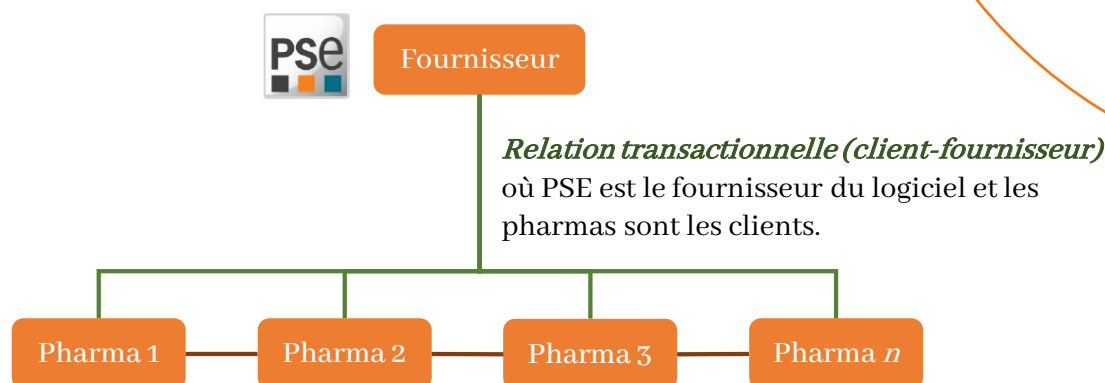 PSe
Fournisseur
Relation transactionnelle (client-fournisseur)
où PSE est le fournisseur du logiciel et les
pharmas sont les clients.
Pharma 1
Pharma 2
Pharma 3
Pharma n